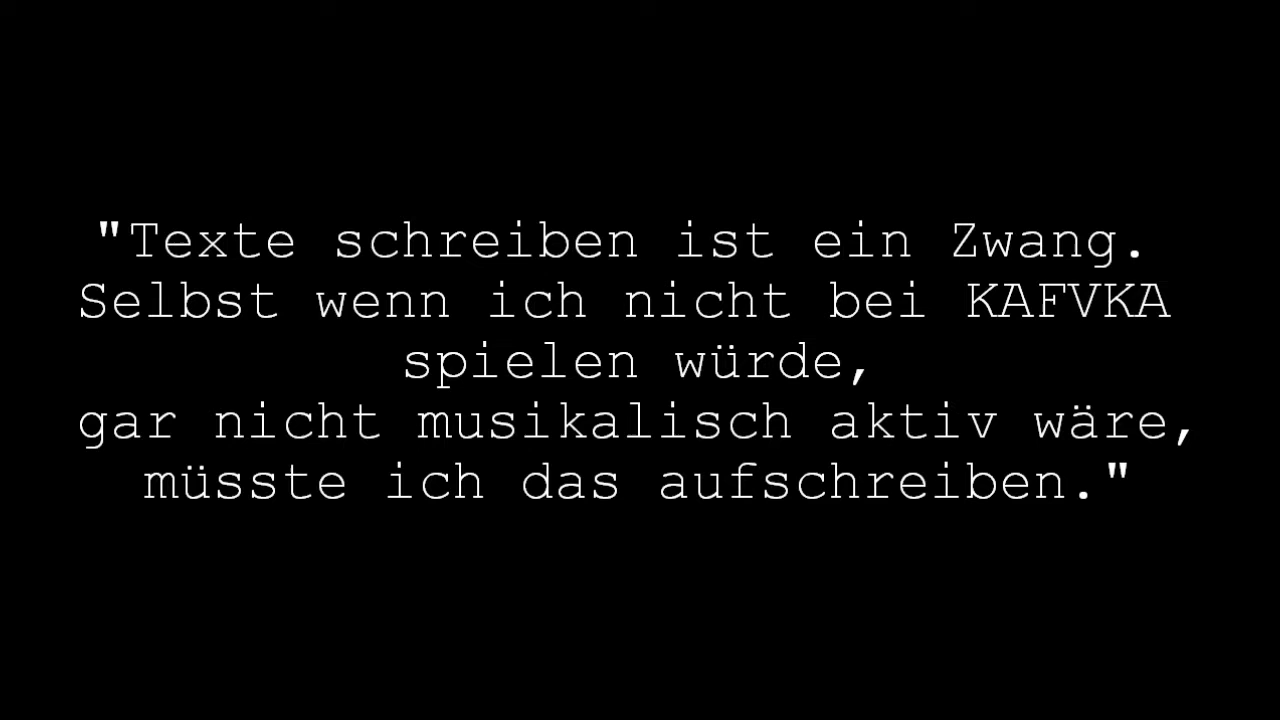 "Texte schreiben ist ein Zwang.
Selbst wenn ich nicht bei KAFVKA
spielen würde,
gar nicht musikalisch aktiv wäre,
müsste ich das aufschreiben."